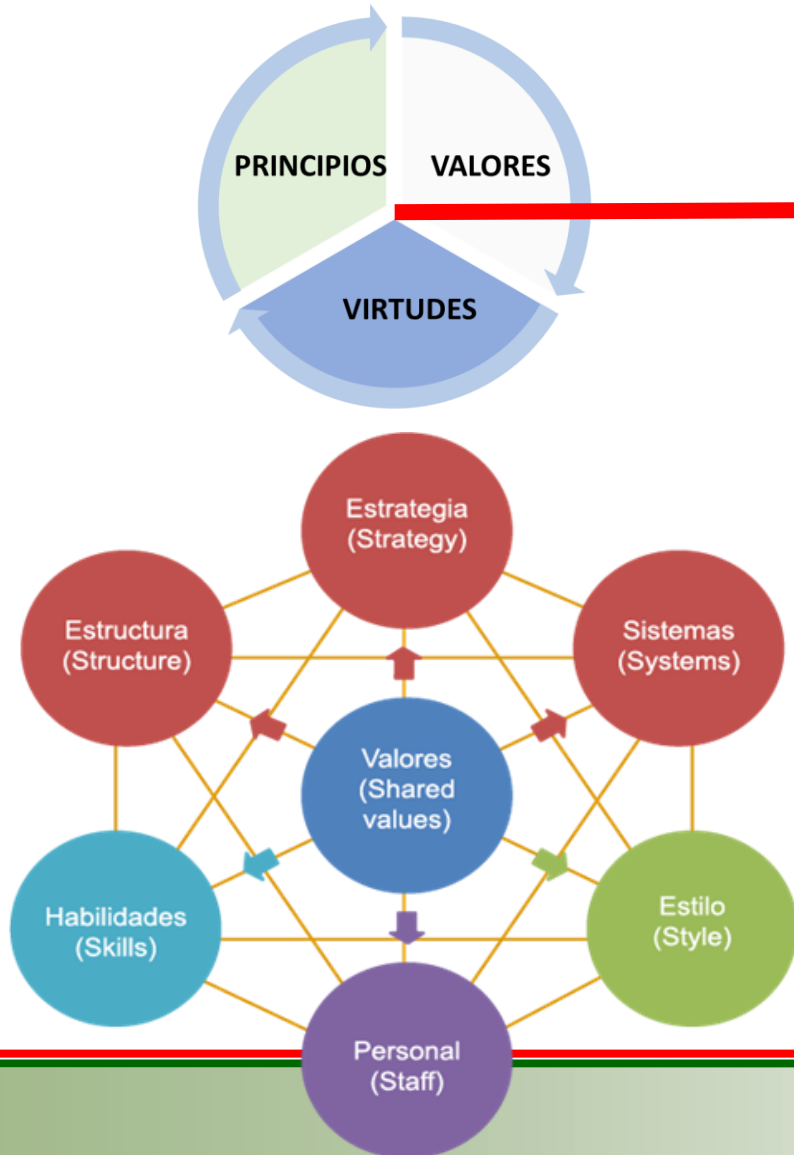 PRINCIPIOS
VALORES
VIRTUDES
Estrategia
(Strategy)
Estructura
(Structure)
Sistemas
(Systems)
Valores
(Shared
values)
Habilidades
(Skills)
Estilo
(Style)
Personal
(Staff)